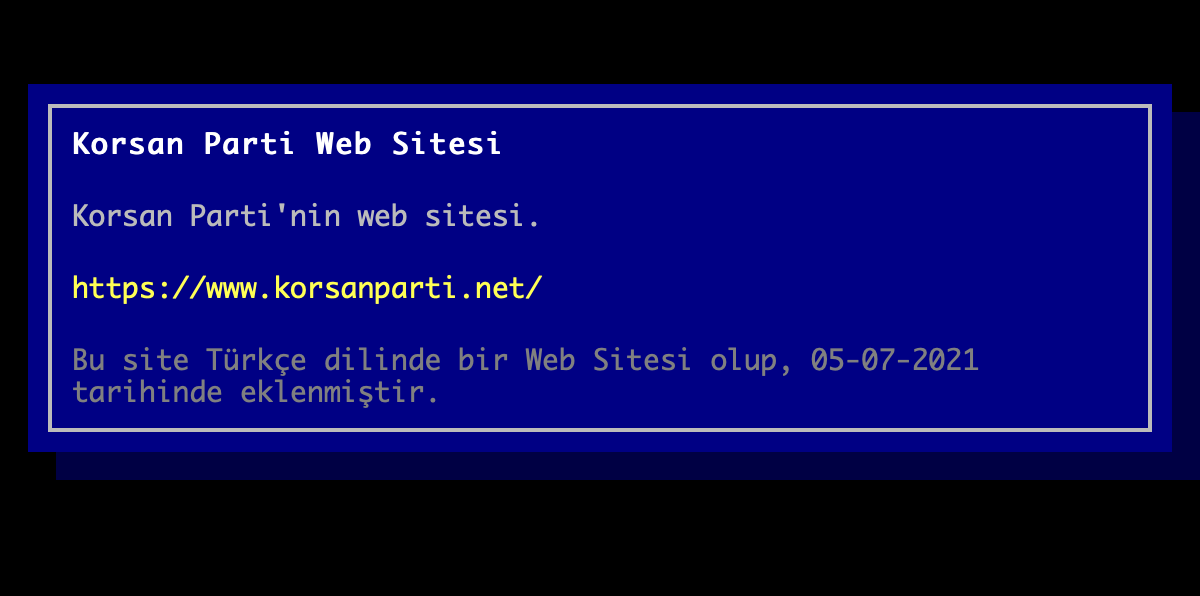 Korsan Parti Web Sitesi
Korsan Parti'nin web sitesi.
https://www.korsanparti.net/
Bu site Türkçe dilinde bir Web Sitesi olup, 05-07-2021
tarihinde eklenmiştir.